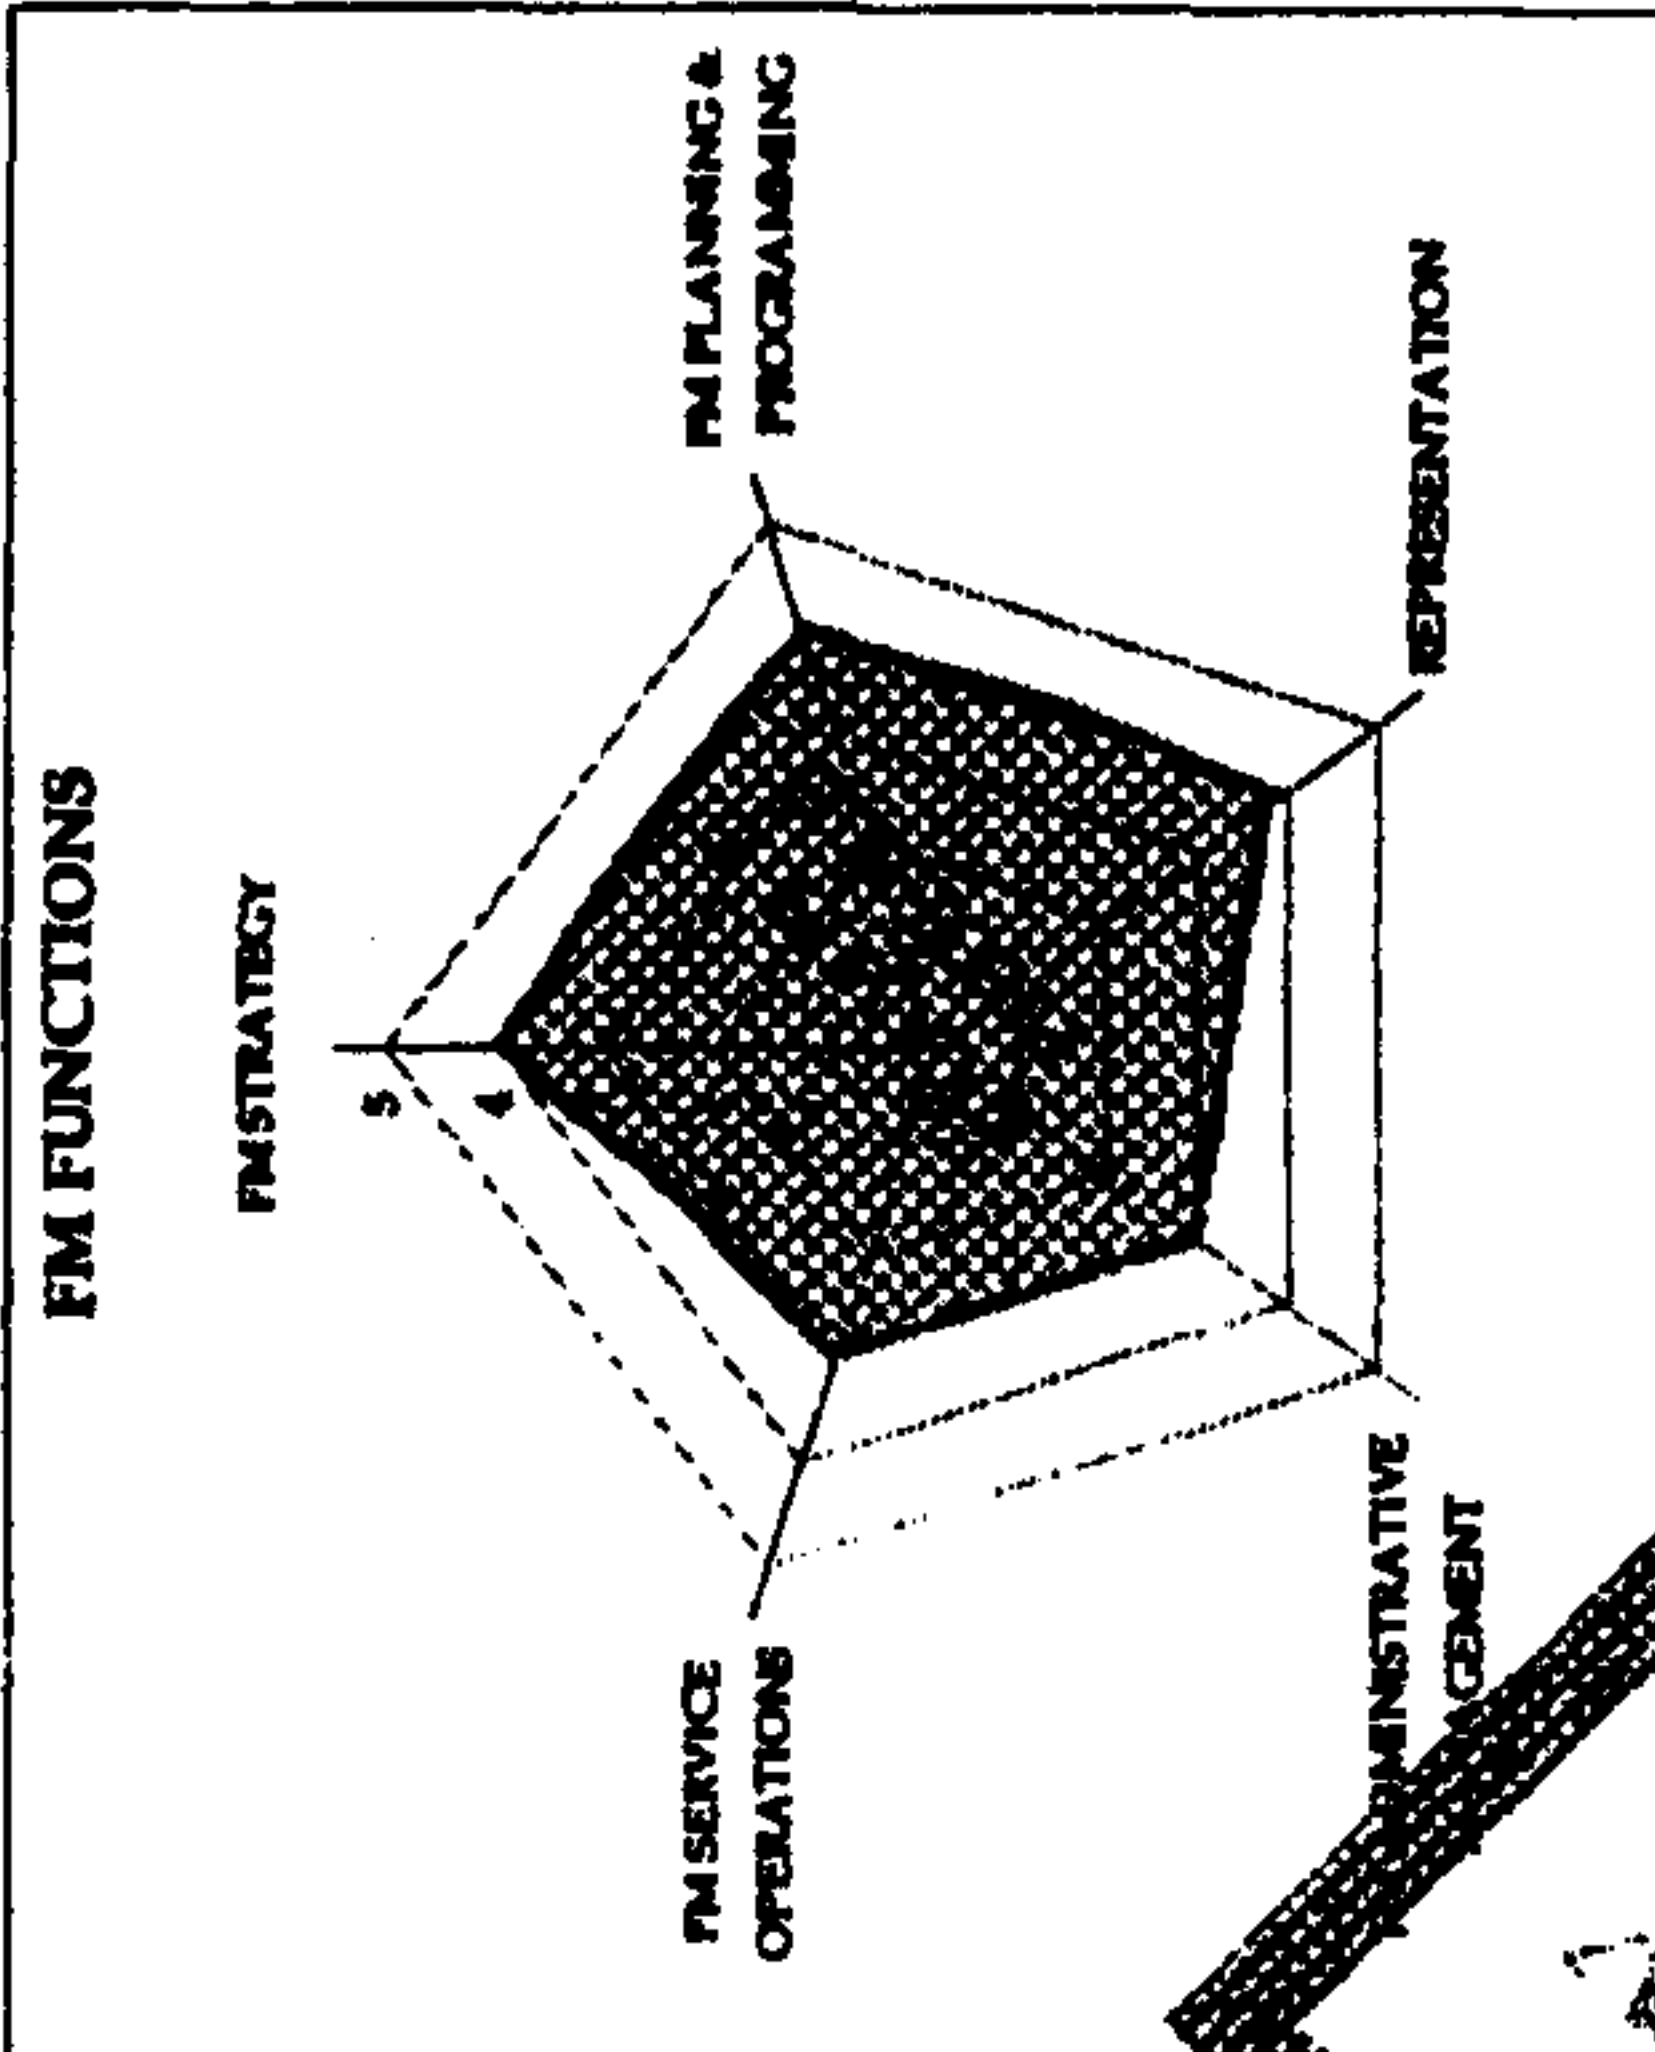 FM FUNCTIONS
FM STRATEGY
5
4
FM PLANNING &
PROGRAMMING
FM SERVICE
OPERATIONS
REPRESENTATION